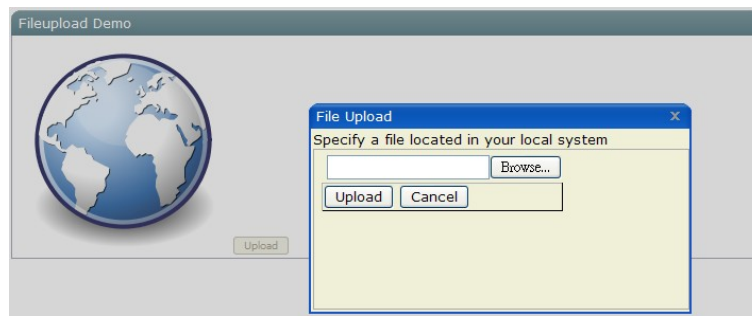 Fileupload Demo
File Upload x
Specify a file located in your local system
Browse...
Upload Cancel
Upload